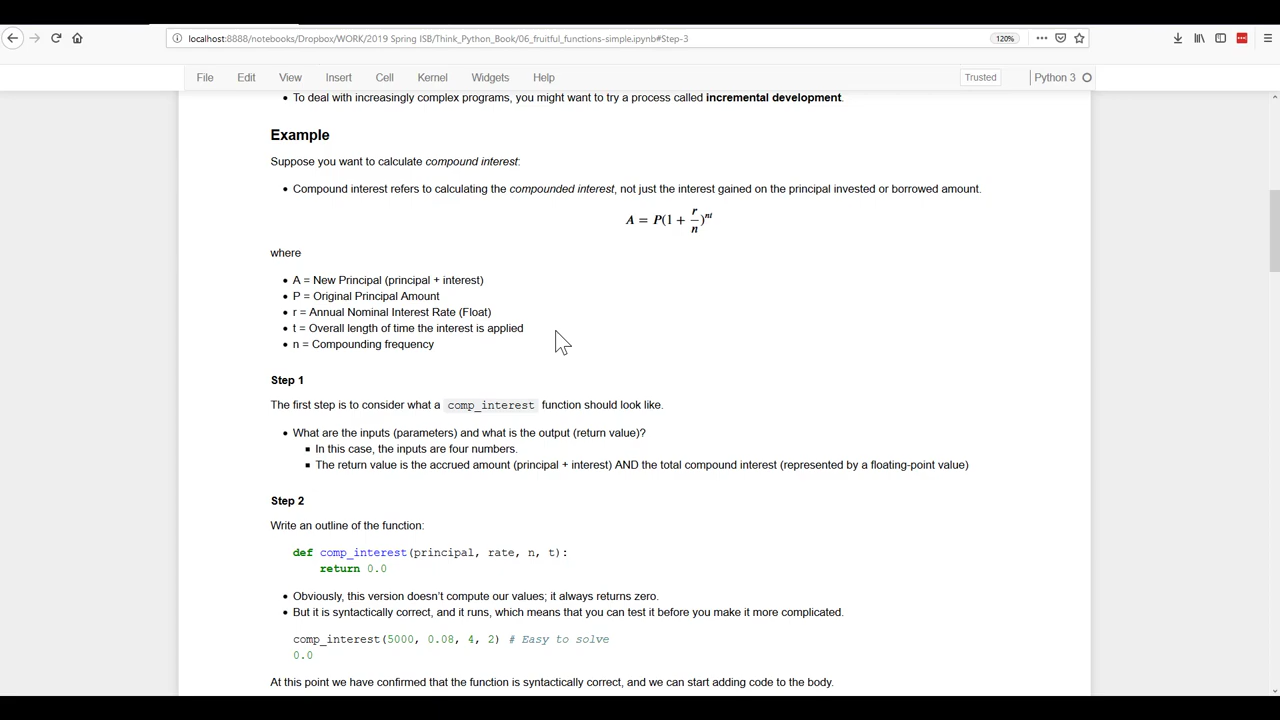 localhost:8888/notebooks/Dropbox/WORK/2019 Spring ISB/Think_Python_Book/06_fruitful_functions-simple.ipynb#Step-3 120%
File Edit View Insert Cell Kernel Widgets Help Trusted Python 3
To deal with increasingly complex programs, you might want to try a process called incremental development.
Example
Suppose you want to calculate compound interest:
Compound interest refers to calculating the compounded interest, not just the interest gained on the principal invested or borrowed amount.
A = P(1 + r/n)^nt
where
A = New Principal (principal + interest)
P = Original Principal Amount
r = Annual Nominal Interest Rate (Float)
t = Overall length of time the interest is applied
n = Compounding frequency
Step 1
The first step is to consider what a comp_interest function should look like.
What are the inputs (parameters) and what is the output (return value)?
In this case, the inputs are four numbers.
The return value is the accrued amount (principal + interest) AND the total compound interest (represented by a floating-point value)
Step 2
Write an outline of the function:
def comp_interest(principal, rate, n, t):
return 0.0
Obviously, this version doesn't compute our values; it always returns zero.
But it is syntactically correct, and it runs, which means that you can test it before you make it more complicated.
comp_interest(5000, 0.08, 4, 2) # Easy to solve
0.0
At this point we have confirmed that the function is syntactically correct, and we can start adding code to the body.